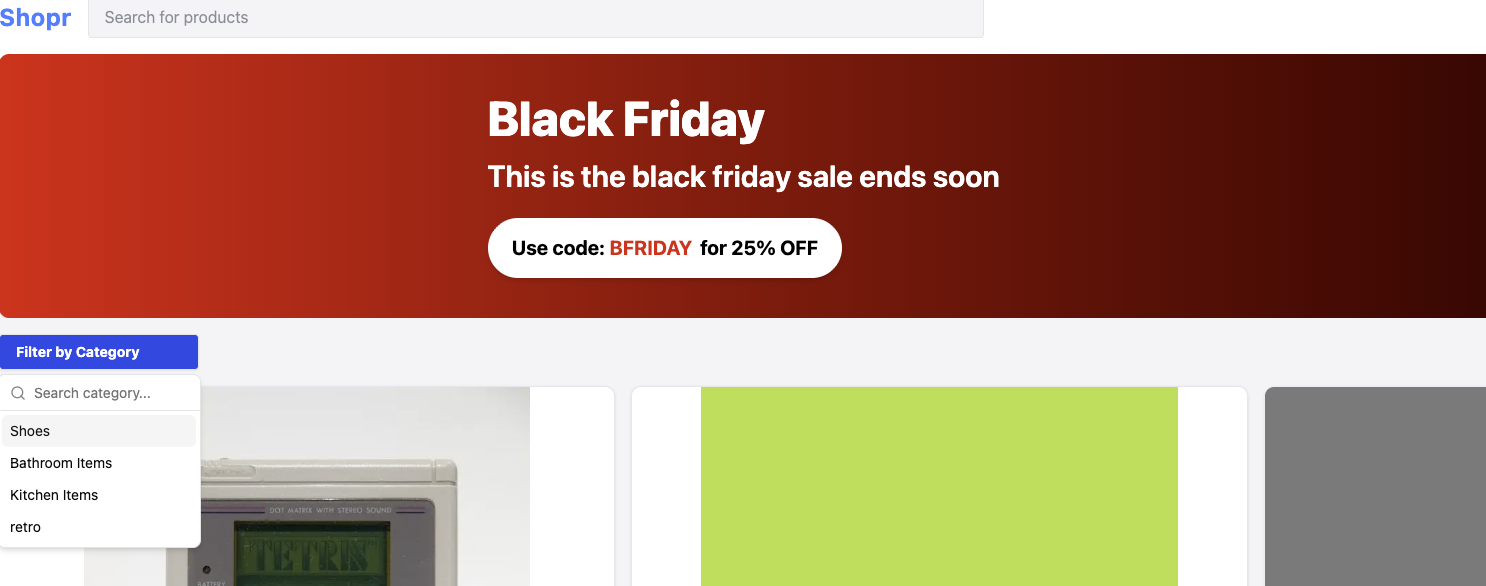 Shopr
Search for products
Black Friday
This is the black friday sale ends soon
Use code: BFRIDAY for 25% OFF
Filter by Category
Search category...
Shoes
Bathroom Items
Kitchen Items
retro
DOT MATRIX WITH STEREO SOUND
TETRIS
BATTERY